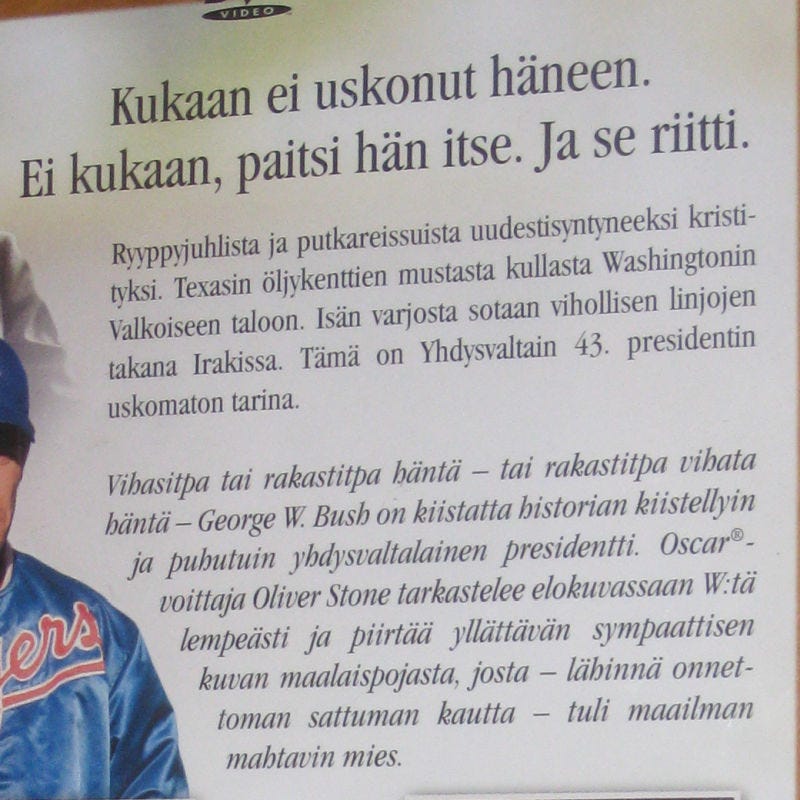 VIDEO
Kukaan ei uskonut häneen.
Ei kukaan, paitsi hän itse. Ja se riitti.
Ryyppyjuhlista ja putkareissuista uudestisyntyneeksi kristi-
tyksi. Texasin öljykenttien mustasta kullasta Washingtonin
Valkoiseen taloon. Isän varjosta sotaan vihollisen linjojen
takana Irakissa. Tämä on Yhdysvaltain 43. presidentin
uskomaton tarina.
Vihasitpa tai rakastitpa häntä – tai rakastitpa vihata
häntä – George W. Bush on kiistatta historian kiistellyin
ja puhutuin yhdysvaltalainen presidentti. Oscar®-
voittaja Oliver Stone tarkastelee elokuvassaan W:tä
lempeästi ja piirtää yllättävän sympaattisen
kuvan maalaispojasta, josta – lähinnä onnet-
toman sattuman kautta – tuli maailman
mahtavin mies.
gers